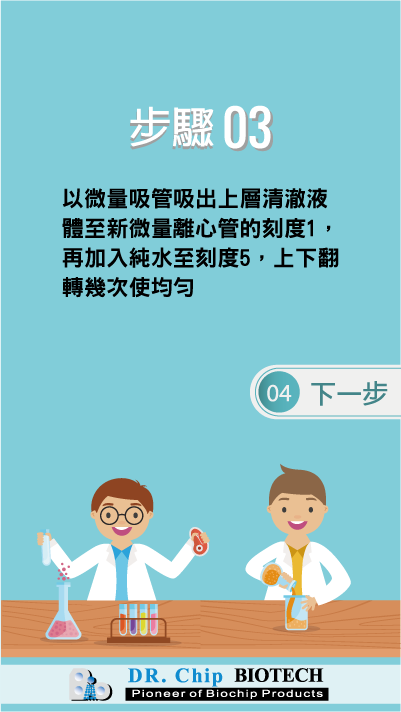 步驟 03
以微量吸管吸出上層清澈液
體至新微量離心管的刻度1，
再加入純水至刻度5，上下翻
轉幾次使均勻
04 下一步
DR. Chip BIOTECH
Pioneer of Biochip Products